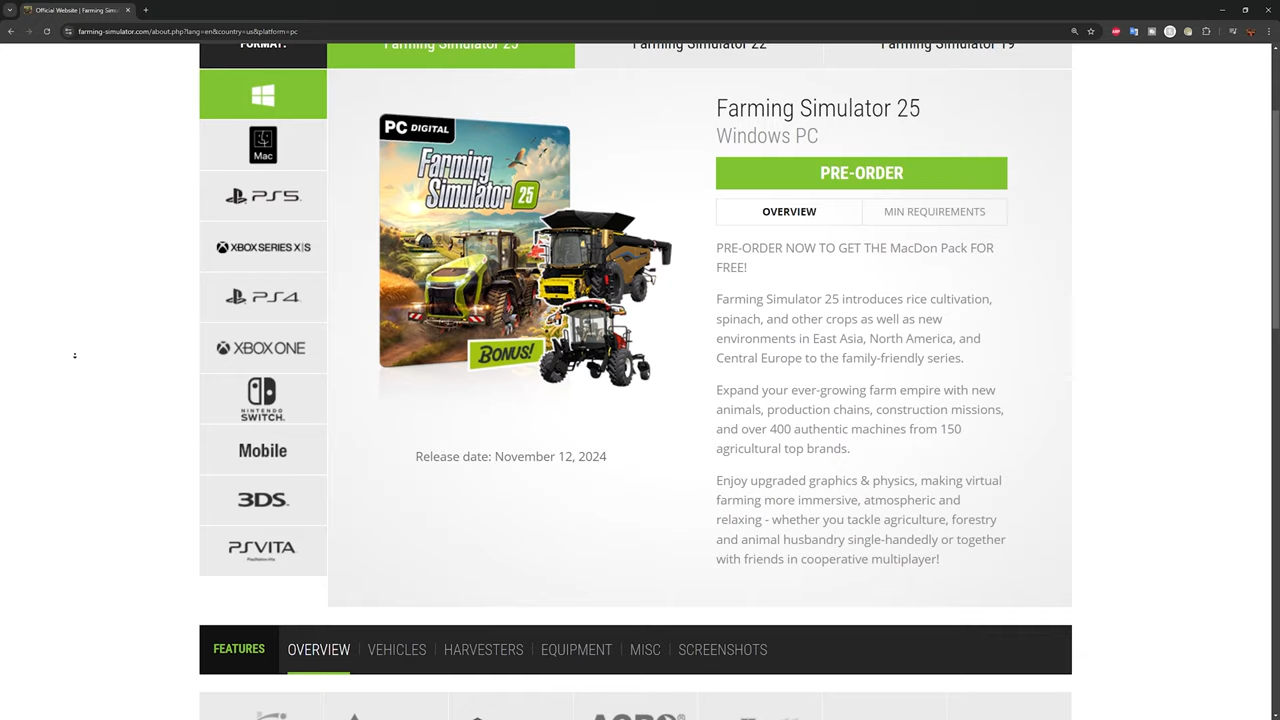 Official Website | Farming Sim
farming-simulator.com/about.php?lang=en&country=us&platform=pc
FORMAT:
Farming Simulator 25
Farming Simulator 22
Farming Simulator 19
Mac
PS5
XBOX SERIES X|S
PS4
XBOX ONE
NINTENDO
SWITCH
Mobile
3DS
PSVITA
PC DIGITAL
Farming
Simulator 25
BONUS!
Release date: November 12, 2024
Farming Simulator 25
Windows PC
PRE-ORDER
OVERVIEW
MIN REQUIREMENTS
PRE-ORDER NOW TO GET THE MacDon Pack FOR
FREE!
Farming Simulator 25 introduces rice cultivation,
spinach, and other crops as well as new
environments in East Asia, North America, and
Central Europe to the family-friendly series.
Expand your ever-growing farm empire with new
animals, production chains, construction missions,
and over 400 authentic machines from 150
agricultural top brands.
Enjoy upgraded graphics & physics, making virtual
farming more immersive, atmospheric and
relaxing - whether you tackle agriculture, forestry
and animal husbandry single-handedly or together
with friends in cooperative multiplayer!
FEATURES
OVERVIEW
VEHICLES
HARVESTERS
EQUIPMENT
MISC
SCREENSHOTS